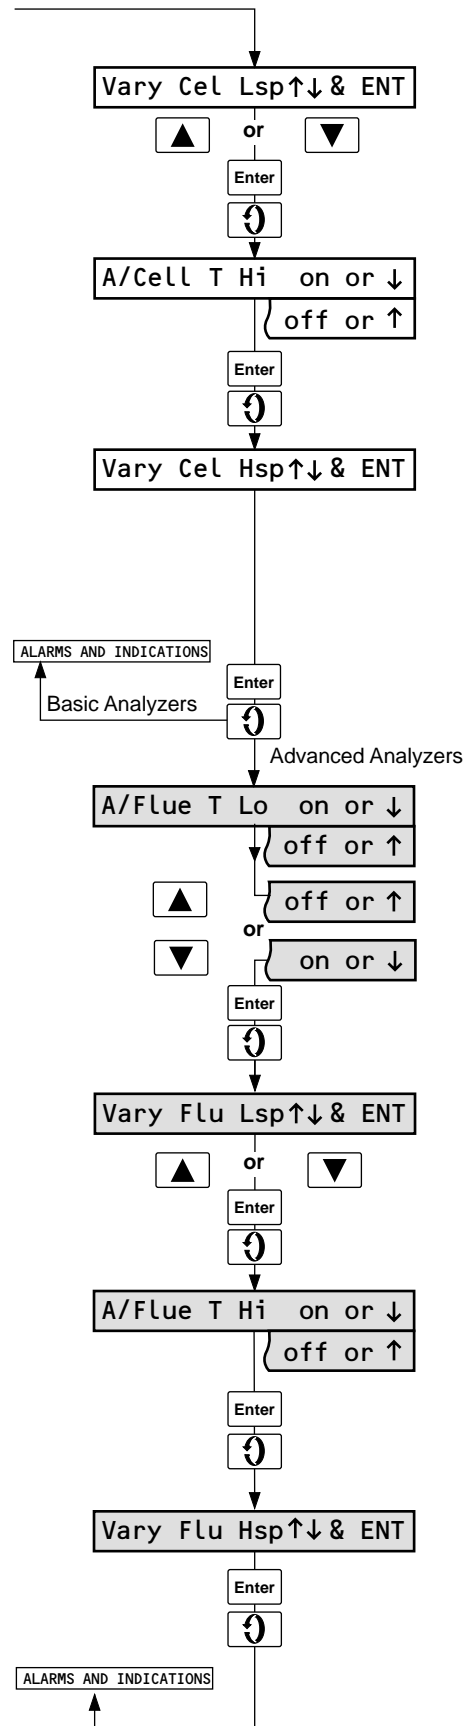 Vary Cel Lsp↑↓& ENT
▲ or ▼
Enter
A/Cell T Hi on or ↓
off or ↑
Enter
Vary Cel Hsp↑↓& ENT
ALARMS AND INDICATIONS
Enter
Basic Analyzers
Advanced Analyzers
A/Flue T Lo on or ↓
off or ↑
▲ off or ↑
or
▼ on or ↓
Enter
Vary Flu Lsp↑↓& ENT
▲ or ▼
Enter
A/Flue T Hi on or ↓
off or ↑
Enter
Vary Flu Hsp↑↓& ENT
Enter
ALARMS AND INDICATIONS